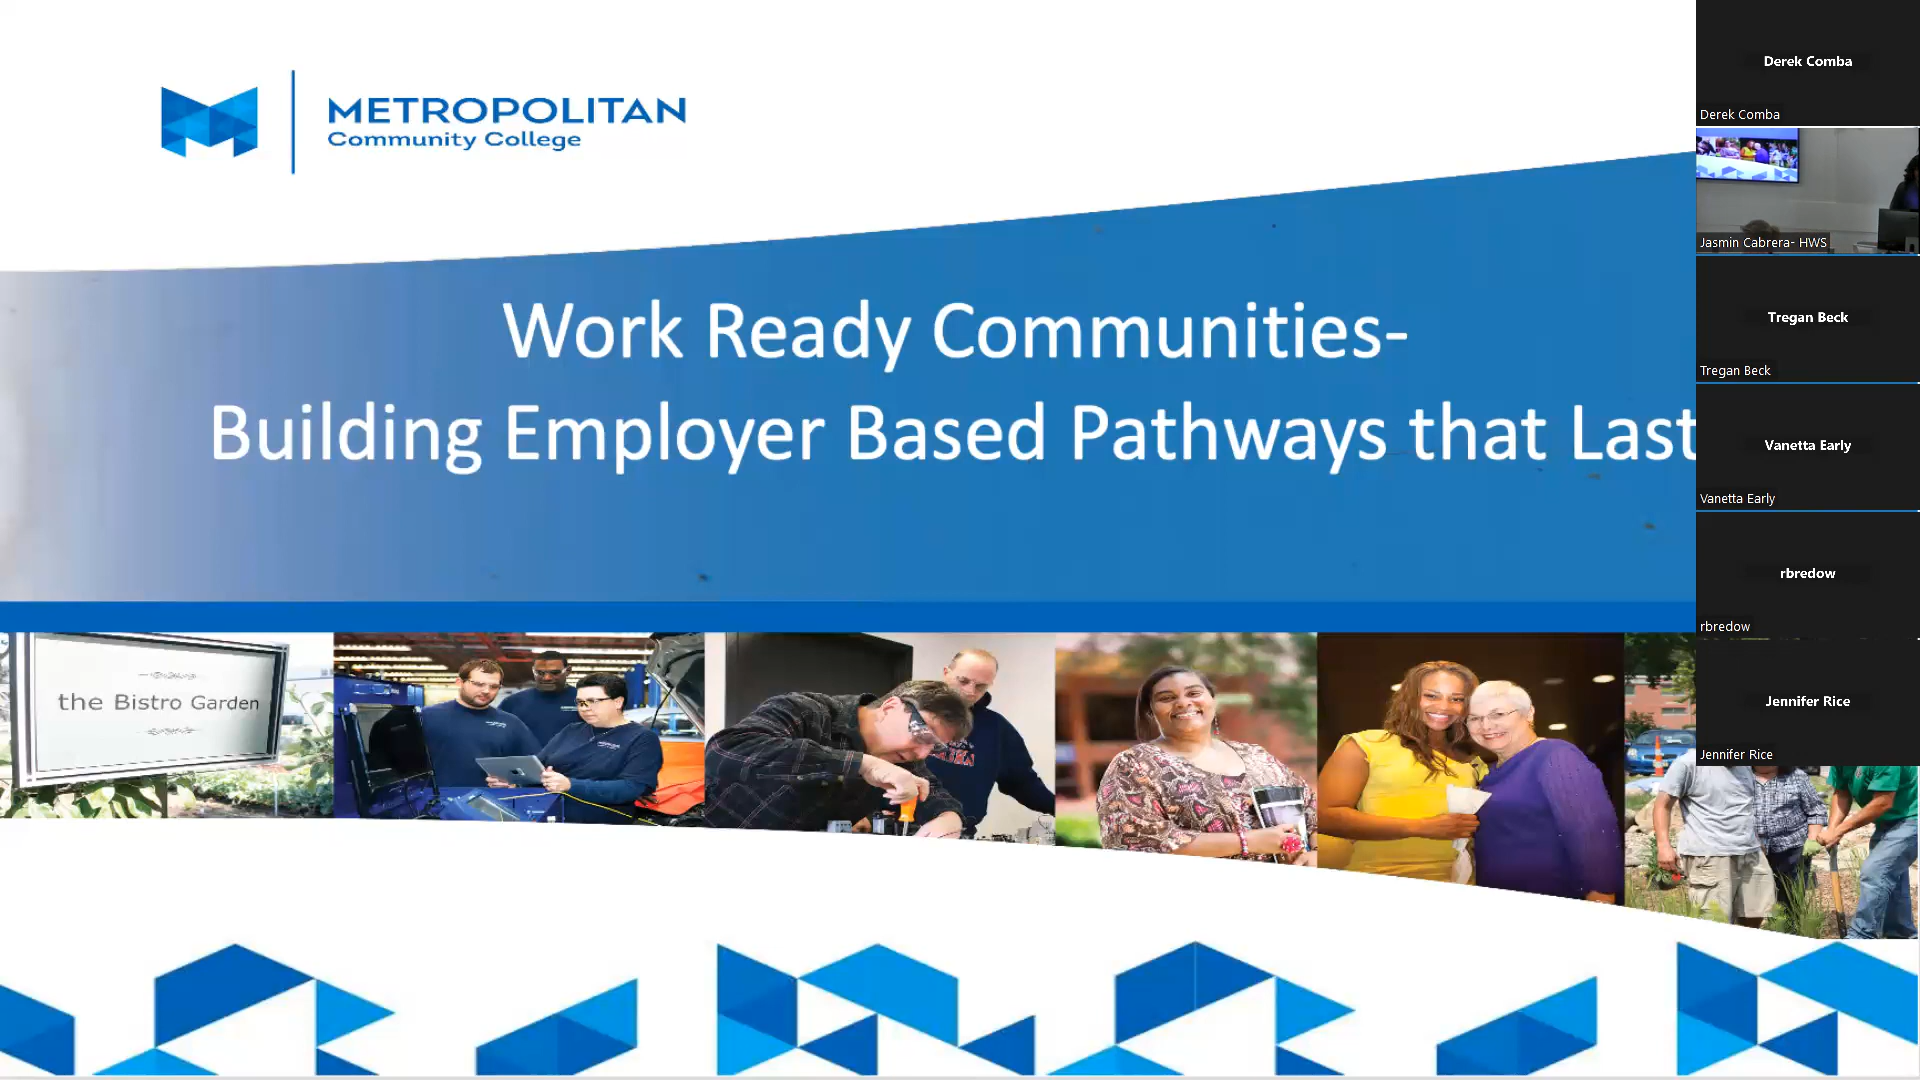 METROPOLITAN
Community College
Work Ready Communities-
Building Employer Based Pathways that Last
the Bistro Garden
Derek Comba
Derek Comba
Jasmin Cabrera- HWS
Tregan Beck
Tregan Beck
Vanetta Early
Vanetta Early
rbredow
rbredow
Jennifer Rice
Jennifer Rice